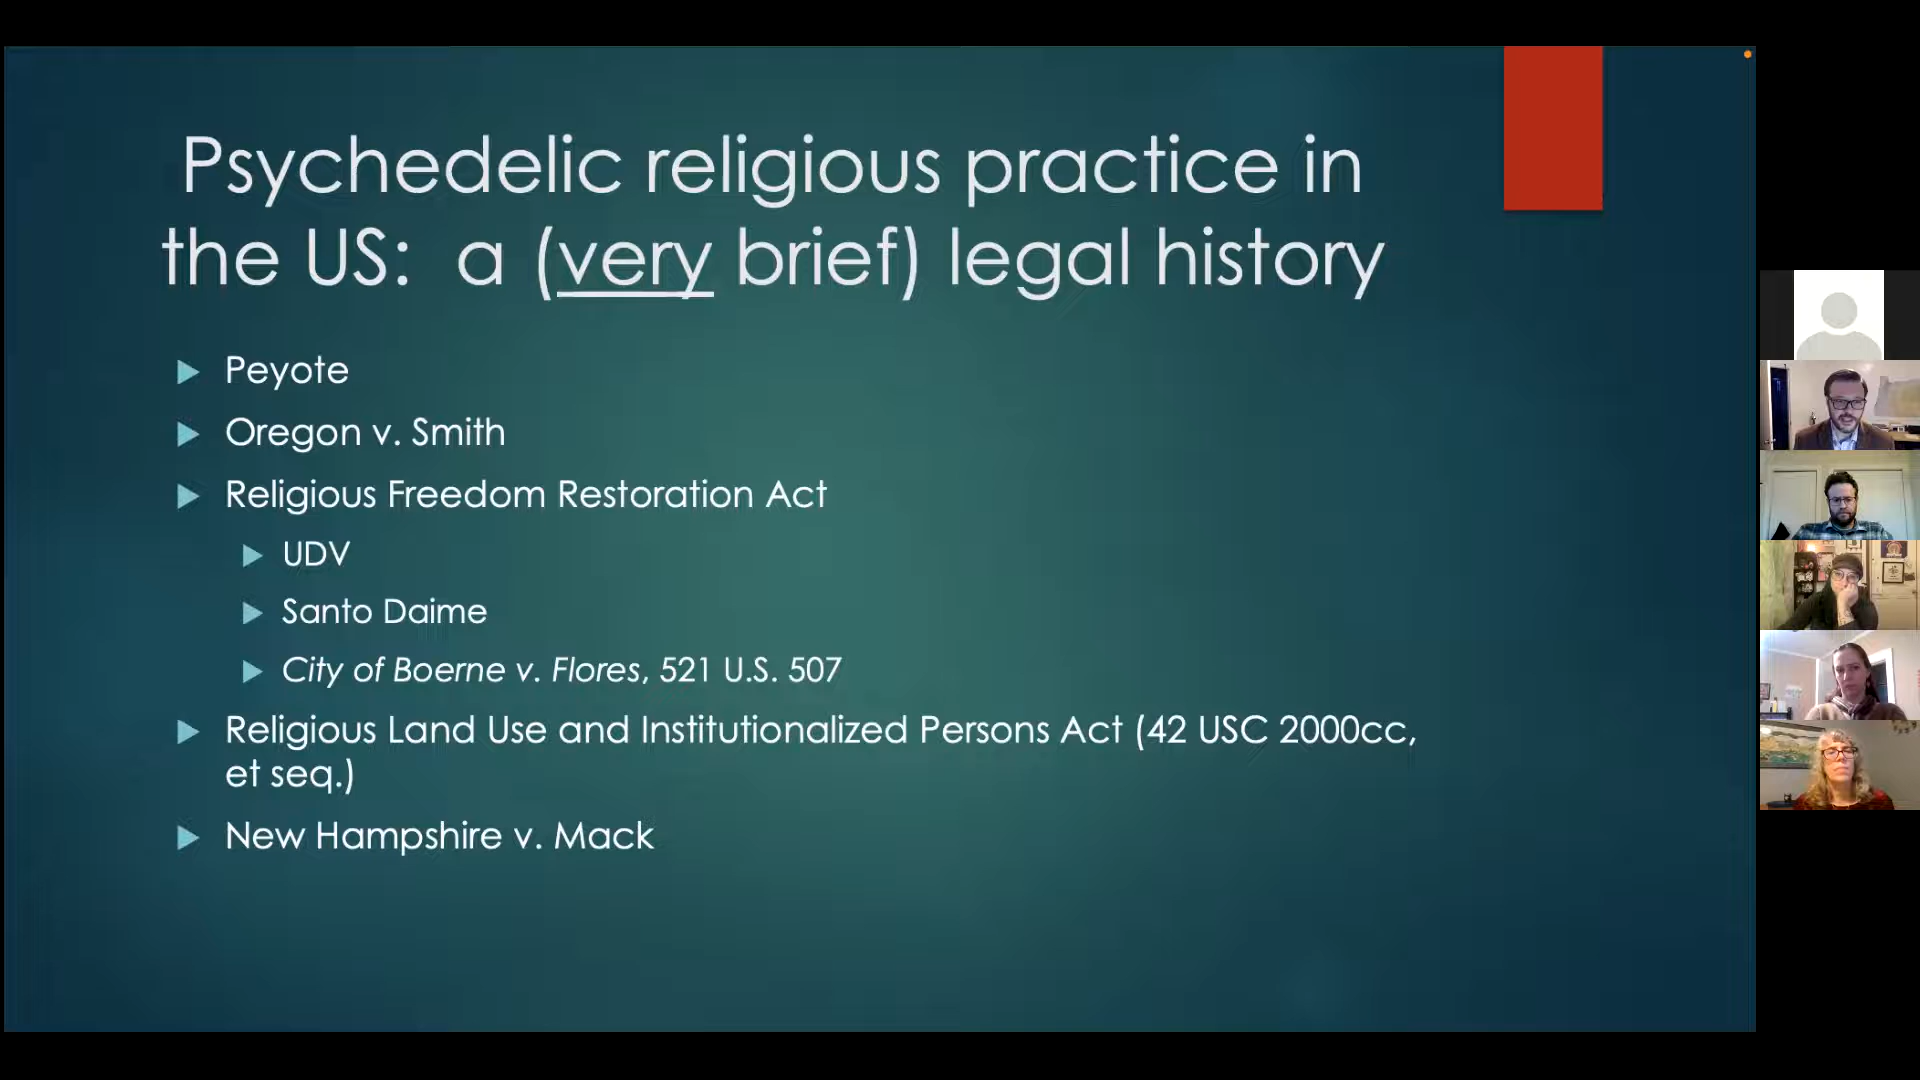 Psychedelic religious practice in
the US: a (very brief) legal history
Peyote
Oregon v. Smith
Religious Freedom Restoration Act
UDV
Santo Daime
City of Boerne v. Flores, 521 U.S. 507
Religious Land Use and Institutionalized Persons Act (42 USC 2000cc,
et seq.)
New Hampshire v. Mack